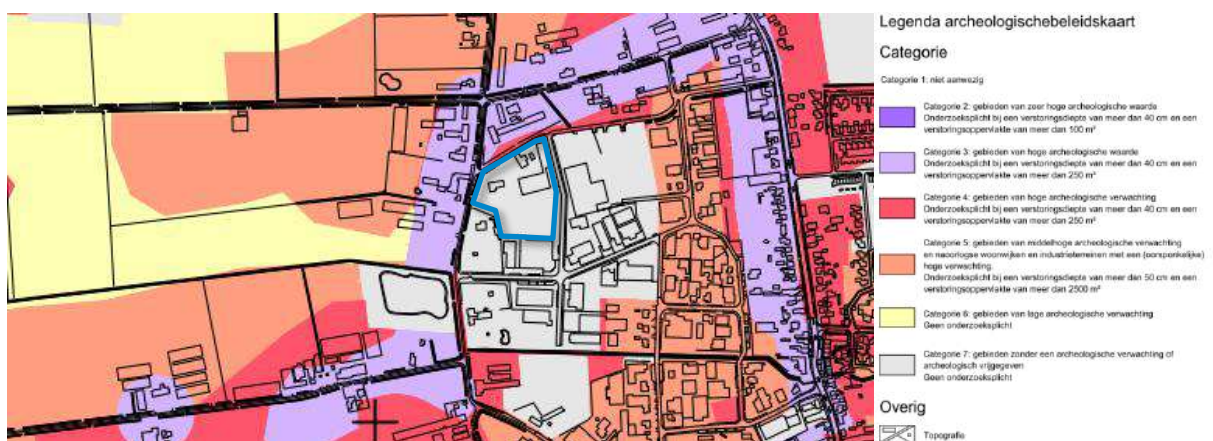 Legenda archeologischebeleidskaart
Categorie
Categorie 1: niet aanwezig
Categorie 2: gebieden van zeer hoge archeologische waarde
Onderzoeksplicht bij een verstoringsdiepte van meer dan 40 cm en een
verstoringsoppervlakte van meer dan 100 m²
Categorie 3: gebieden van hoge archeologische waarde
Onderzoeksplicht bij een verstoringsdiepte van meer dan 40 cm en een
verstoringsoppervlakte van meer dan 250 m²
Categorie 4: gebieden van hoge archeologische verwachting
Onderzoeksplicht bij een verstoringsdiepte van meer dan 40 cm en een
verstoringsoppervlakte van meer dan 250 m²
Categorie 5: gebieden van middelhoge archeologische verwachting
en naoorlogse woonwijken en industrieterreinen met een (oorsponkelijke)
hoge verwachting.
Onderzoeksplicht bij een verstoringsdiepte van meer dan 50 cm en een
verstoringsoppervlakte van meer dan 2500 m²
Categorie 6: gebieden van lage archeologische verwachting
Geen onderzoeksplicht
Categorie 7: gebieden zonder een archeologische verwachting of
archeologisch vrijgegeven
Geen onderzoeksplicht
Overig
Topografie